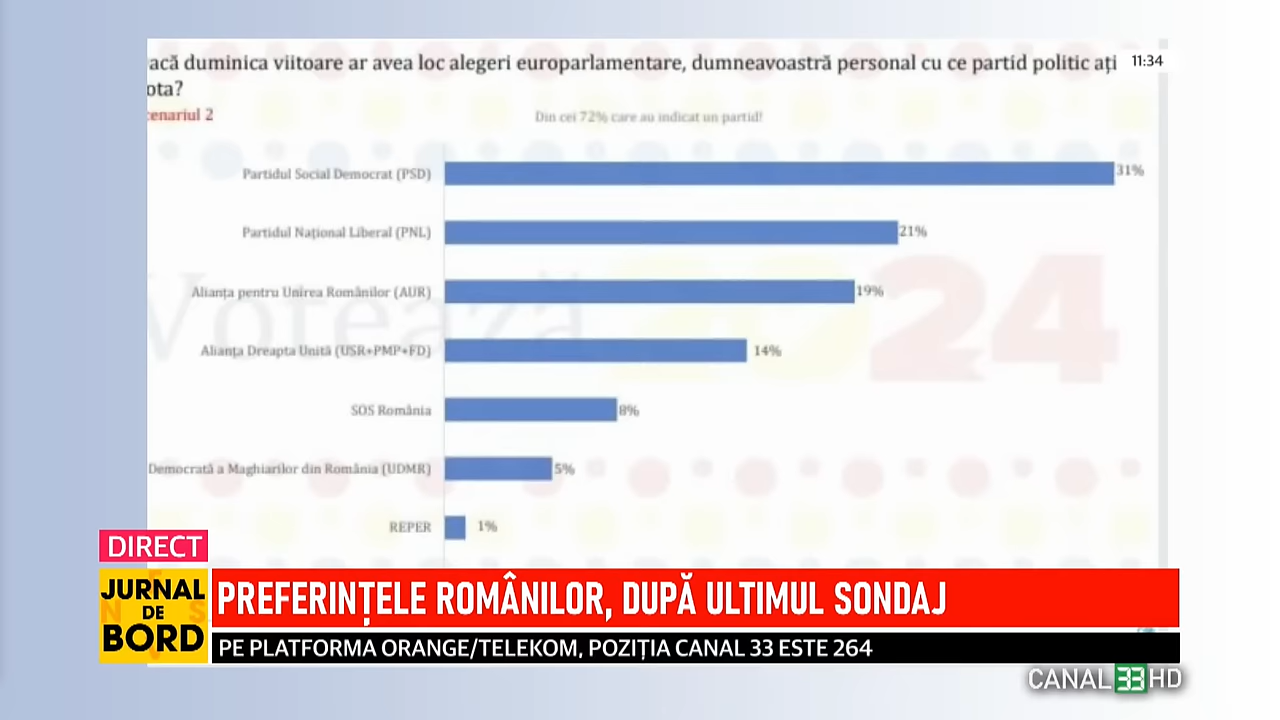 acă duminica viitoare ar avea loc alegeri europarlamentare, dumneavoastră personal cu ce partid politic ați
11:34
ota?
enariul 2
Din cei 72% care au indicat un partid!
Partidul Social Democrat (PSD)
31%
Partidul Național Liberal (PNL)
21%
Alianța pentru Unirea Românilor (AUR)
19%
Votează 2024
Alianța Dreapta Unită (USR+PMP+FD)
14%
SOS România
8%
Democrată a Maghiarilor din România (UDMR)
5%
REPER
1%
DIRECT
JURNAL
DE
BORD
PREFERINȚELE ROMÂNILOR, DUPĂ ULTIMUL SONDAJ
PE PLATFORMA ORANGE/TELEKOM, POZIȚIA CANAL 33 ESTE 264
CANAL 33 HD